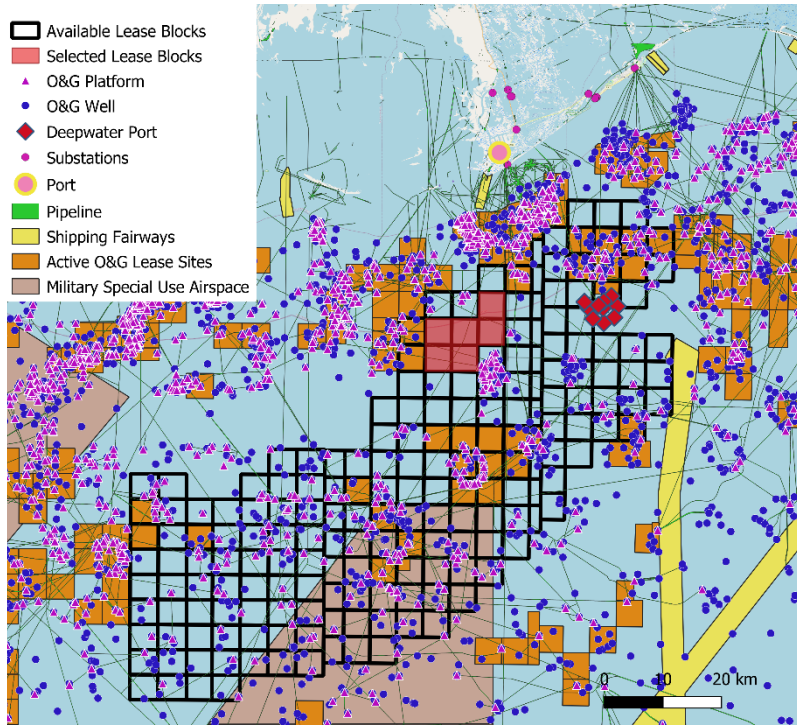 Available Lease Blocks
Selected Lease Blocks
O&G Platform
O&G Well
Deepwater Port
Substations
Port
Pipeline
Shipping Fairways
Active O&G Lease Sites
Military Special Use Airspace
0 10 20 km